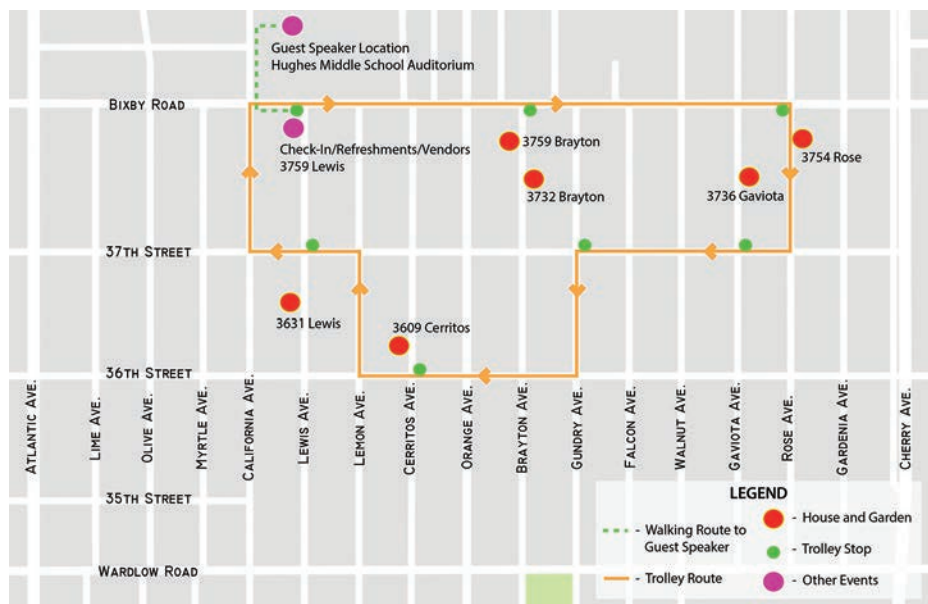 Guest Speaker Location
Hughes Middle School Auditorium
BIXBY ROAD
Check-In/Refreshments/Vendors
3759 Lewis
3759 Brayton
3732 Brayton
3754 Rose
3736 Gaviota
37TH STREET
3631 Lewis
3609 Cerritos
36TH STREET
ATLANTIC AVE.
LIME AVE.
OLIVE AVE.
MYRTLE AVE.
CALIFORNIA AVE.
LEWIS AVE.
LEMON AVE.
CERRITOS AVE.
ORANGE AVE.
BRAYTON AVE.
GUNDRY AVE.
FALCON AVE.
WALNUT AVE.
GAVIOTA AVE.
ROSE AVE.
GARDENIA AVE.
CHERRY AVE.
35TH STREET
WARDLOW ROAD
LEGEND
- Walking Route to
Guest Speaker
- Trolley Route
- House and Garden
- Trolley Stop
- Other Events